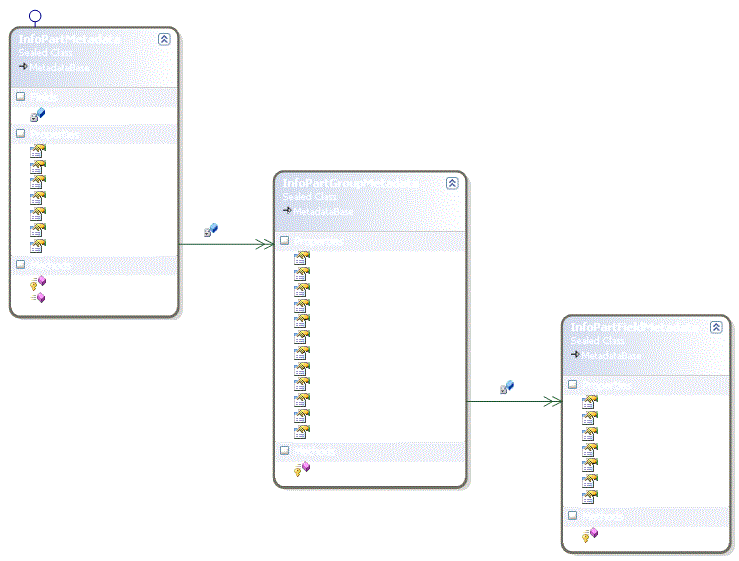 InfoPartMetadata
Sealed Class
MetadataBase
Fields
Properties
Methods
InfoPartGroupMetadata
Sealed Class
MetadataBase
Properties
Methods
InfoPartFieldMetadata
Sealed Class
MetadataBase
Properties
Methods